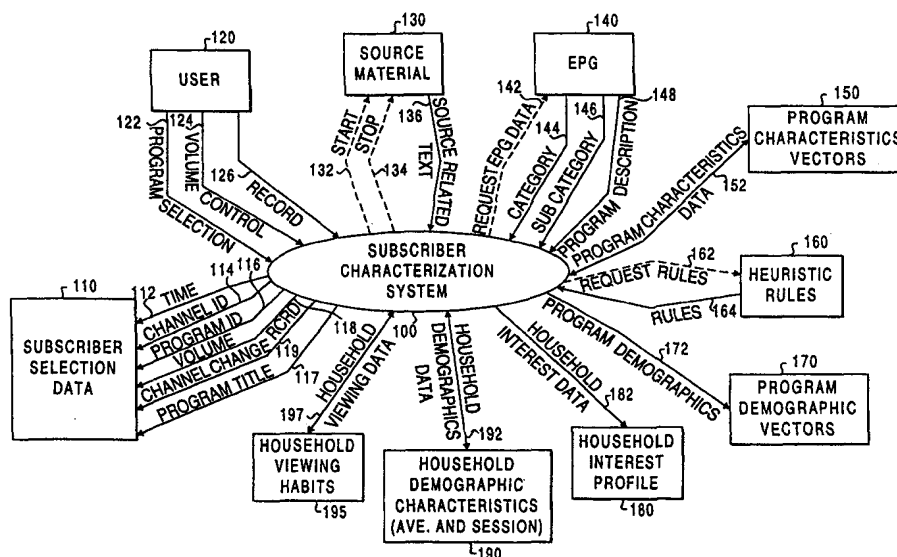 120
USER
130
SOURCE
MATERIAL
140
EPG
150
PROGRAM
CHARACTERISTICS
VECTORS
122
PROGRAM
SELECTION
124
VOLUME
CONTROL
126
RECORD
132
START
STOP
134
136
SOURCE RELATED
TEXT
142
REQUEST EPG DATA
144
CATEGORY
146
SUB CATEGORY
148
PROGRAM DESCRIPTION
PROGRAM CHARACTERISTICS
DATA
152
SUBSCRIBER
CHARACTERIZATION
SYSTEM
100
162
REQUEST RULES
RULES
164
160
HEURISTIC
RULES
110
SUBSCRIBER
SELECTION
DATA
112
TIME
114
CHANNEL ID
116
PROGRAM ID
VOLUME
118
CHANNEL CHANGE
RCRD
119
PROGRAM TITLE
117
197
HOUSEHOLD
VIEWING DATA
HOUSEHOLD
DEMOGRAPHICS
DATA
192
HOUSEHOLD
INTEREST DATA
182
PROGRAM DEMOGRAPHICS
172
170
PROGRAM
DEMOGRAPHIC
VECTORS
HOUSEHOLD
VIEWING
HABITS
195
HOUSEHOLD
DEMOGRAPHIC
CHARACTERISTICS
(AVE. AND SESSION)
190
HOUSEHOLD
INTEREST
PROFILE
180